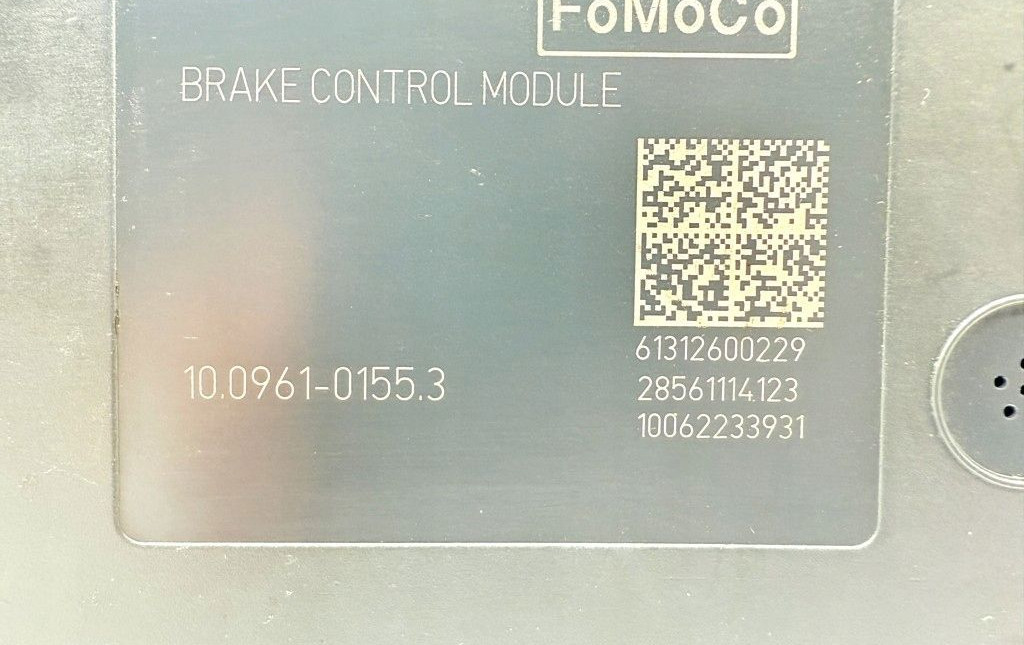 FoMoCo
BRAKE CONTROL MODULE
10.0961-0155.3
61312600229
28561114.123
10062233931